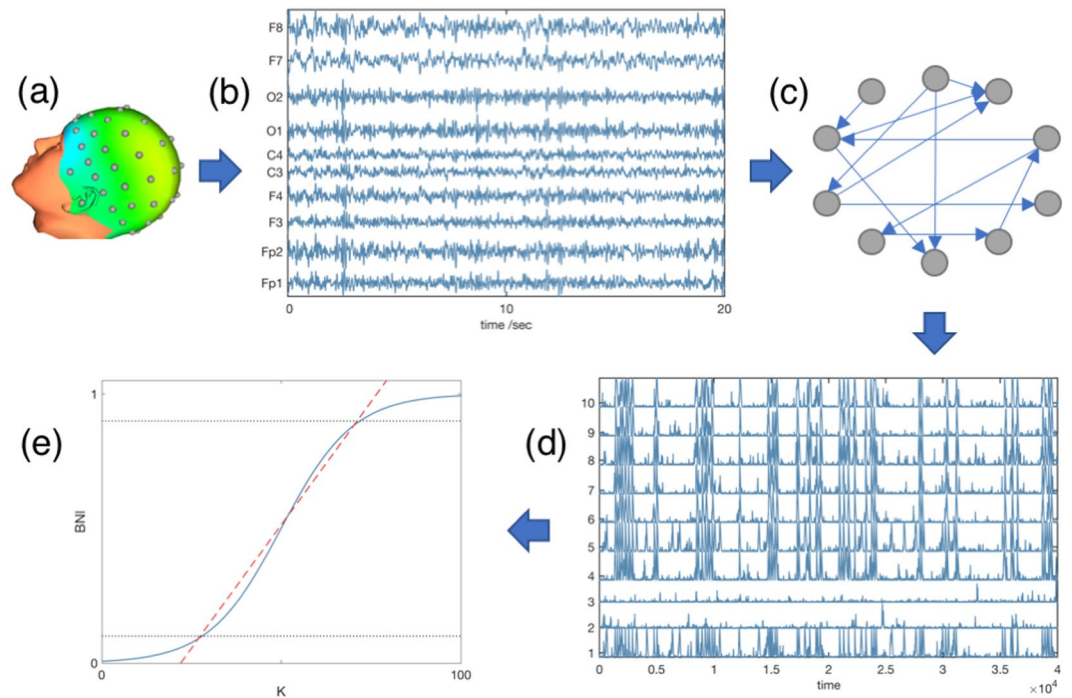 (a)
(b)
F8
F7
O2
O1
C4
C3
F4
F3
Fp2
Fp1
0 10 20
time /sec
(c)
(e)
1
BNI
0
0 100
K
(d)
10
9
8
7
6
5
4
3
2
1
0 0.5 1 1.5 2 2.5 3 3.5 4
time
×10⁴